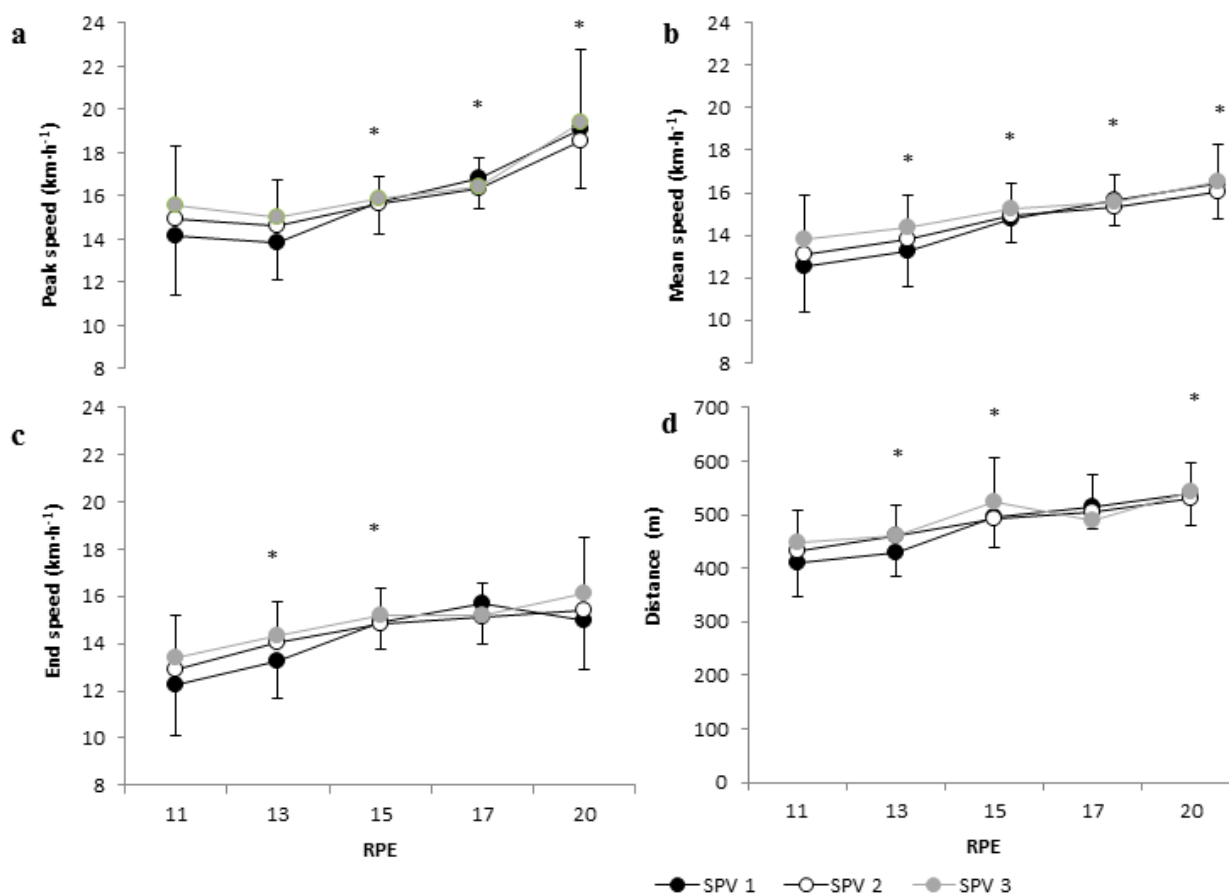 a
Peak speed (km·h⁻¹)
24
22
20
18
16
14
12
10
8
* * *
b
Mean speed (km·h⁻¹)
24
22
20
18
16
14
12
10
8
* * * *
c
End speed (km·h⁻¹)
24
22
20
18
16
14
12
10
8
* *
11 13 15 17 20
RPE
d
Distance (m)
700
600
500
400
300
200
100
0
* * *
11 13 15 17 20
RPE
SPV 1 SPV 2 SPV 3